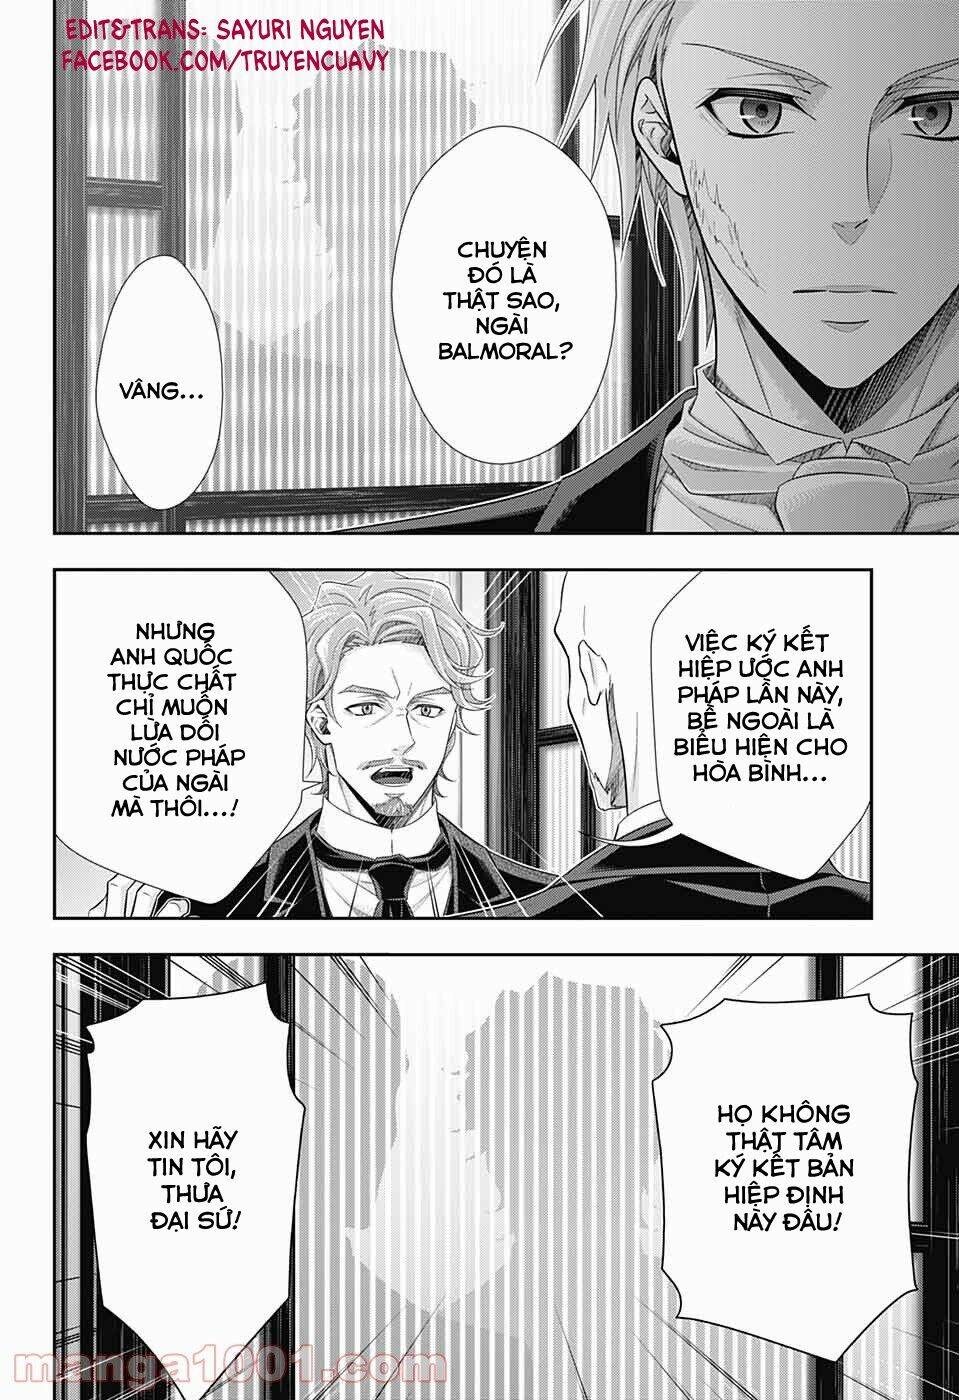 EDIT&TRANS: SAYURI NGUYEN
FACEBOOK.COM/TRUYENCUAVY
CHUYỆN
ĐÓ LÀ
THẬT SAO,
NGÀI
BALMORAL?
VÂNG...
VIỆC KÝ KẾT
HIỆP ƯỚC ANH
PHÁP LẦN NÀY,
BỀ NGOÀI LÀ
BIỂU HIỆN CHO
HÒA BÌNH...
NHƯNG
ANH QUỐC
THỰC CHẤT
CHỈ MUỐN
LỪA DỐI
NƯỚC PHÁP
CỦA NGÀI
MÀ THÔI...!
HỌ KHÔNG
THẬT TÂM
KÝ KẾT BẢN
HIỆP ĐỊNH
NÀY ĐÂU!
XIN HÃY
TIN TÔI,
THƯA
ĐẠI SỨ!
manga1001.com